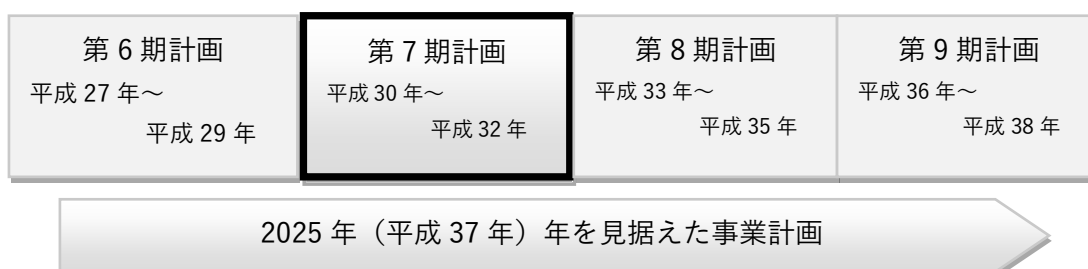 第 6 期計画
平成 27 年～
平成 29 年
第 7 期計画
平成 30 年～
平成 32 年
第 8 期計画
平成 33 年～
平成 35 年
第 9 期計画
平成 36 年～
平成 38 年
2025 年（平成 37 年）年を見据えた事業計画